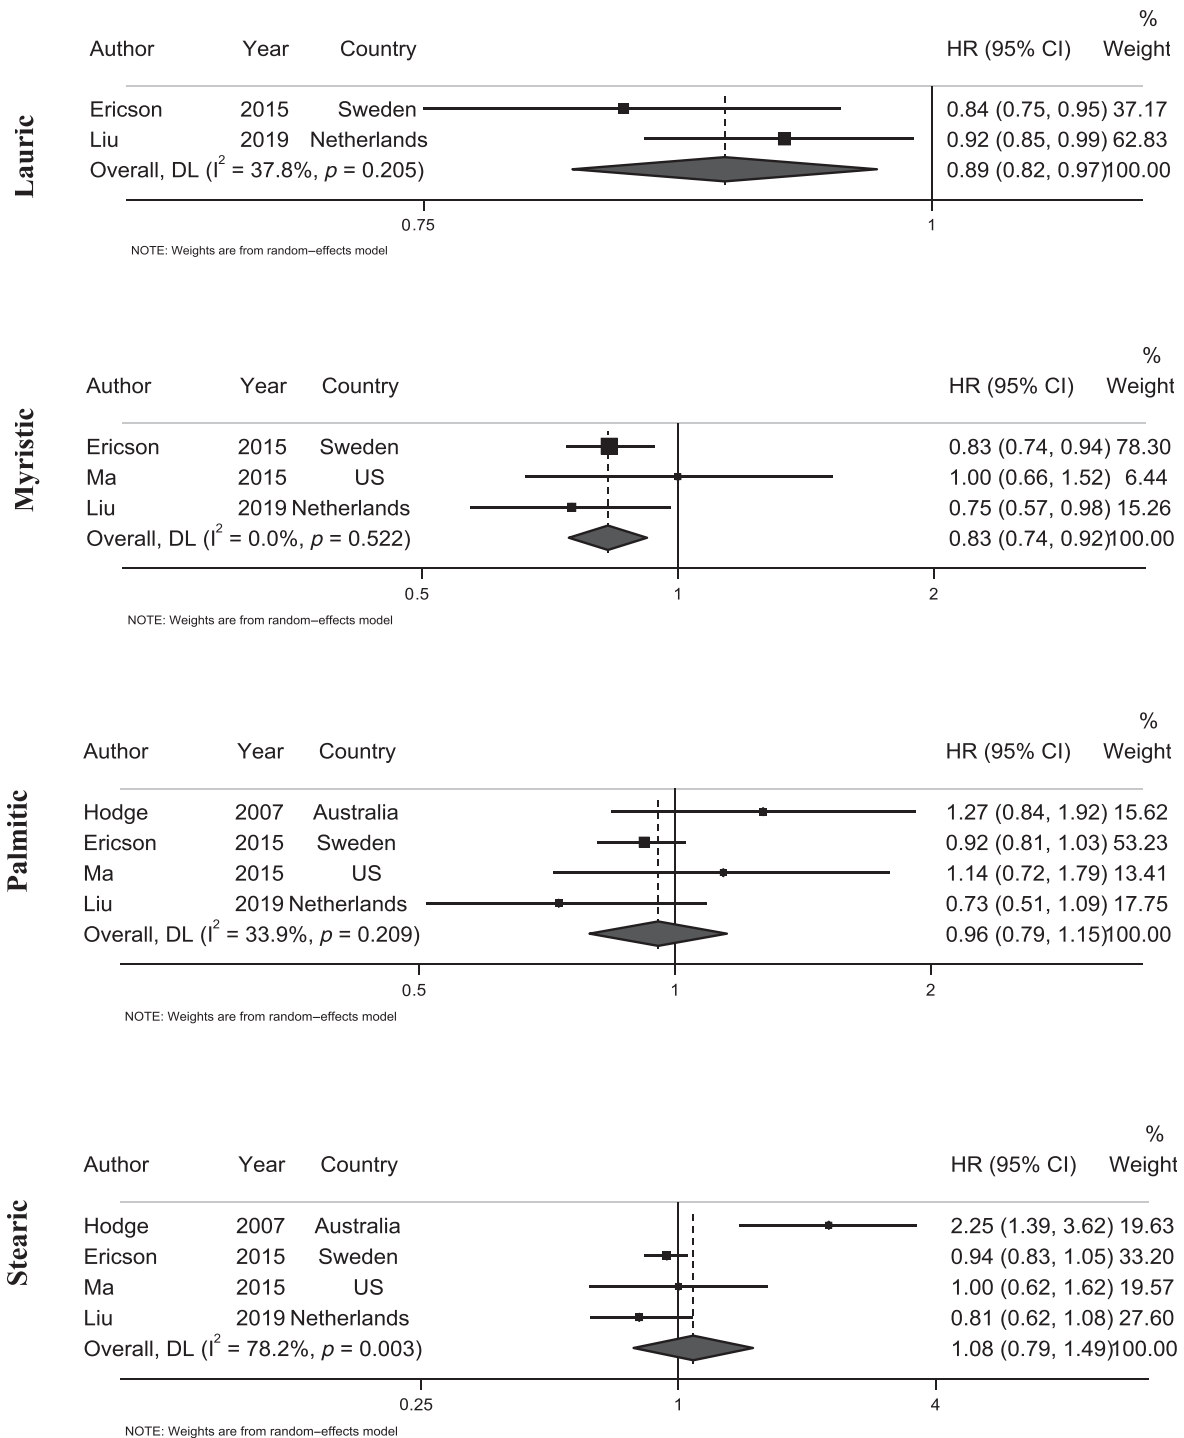 Lauric
%
Author Year Country HR (95% CI) Weight
Ericson 2015 Sweden 0.84 (0.75, 0.95) 37.17
Liu 2019 Netherlands 0.92 (0.85, 0.99) 62.83
Overall, DL (I² = 37.8%, p = 0.205) 0.89 (0.82, 0.97) 100.00
0.75 1
NOTE: Weights are from random–effects model
Myristic
%
Author Year Country HR (95% CI) Weight
Ericson 2015 Sweden 0.83 (0.74, 0.94) 78.30
Ma 2015 US 1.00 (0.66, 1.52) 6.44
Liu 2019 Netherlands 0.75 (0.57, 0.98) 15.26
Overall, DL (I² = 0.0%, p = 0.522) 0.83 (0.74, 0.92) 100.00
0.5 1 2
NOTE: Weights are from random–effects model
Palmitic
%
Author Year Country HR (95% CI) Weight
Hodge 2007 Australia 1.27 (0.84, 1.92) 15.62
Ericson 2015 Sweden 0.92 (0.81, 1.03) 53.23
Ma 2015 US 1.14 (0.72, 1.79) 13.41
Liu 2019 Netherlands 0.73 (0.51, 1.09) 17.75
Overall, DL (I² = 33.9%, p = 0.209) 0.96 (0.79, 1.15) 100.00
0.5 1 2
NOTE: Weights are from random–effects model
Stearic
%
Author Year Country HR (95% CI) Weight
Hodge 2007 Australia 2.25 (1.39, 3.62) 19.63
Ericson 2015 Sweden 0.94 (0.83, 1.05) 33.20
Ma 2015 US 1.00 (0.62, 1.62) 19.57
Liu 2019 Netherlands 0.81 (0.62, 1.08) 27.60
Overall, DL (I² = 78.2%, p = 0.003) 1.08 (0.79, 1.49) 100.00
0.25 1 4
NOTE: Weights are from random–effects model